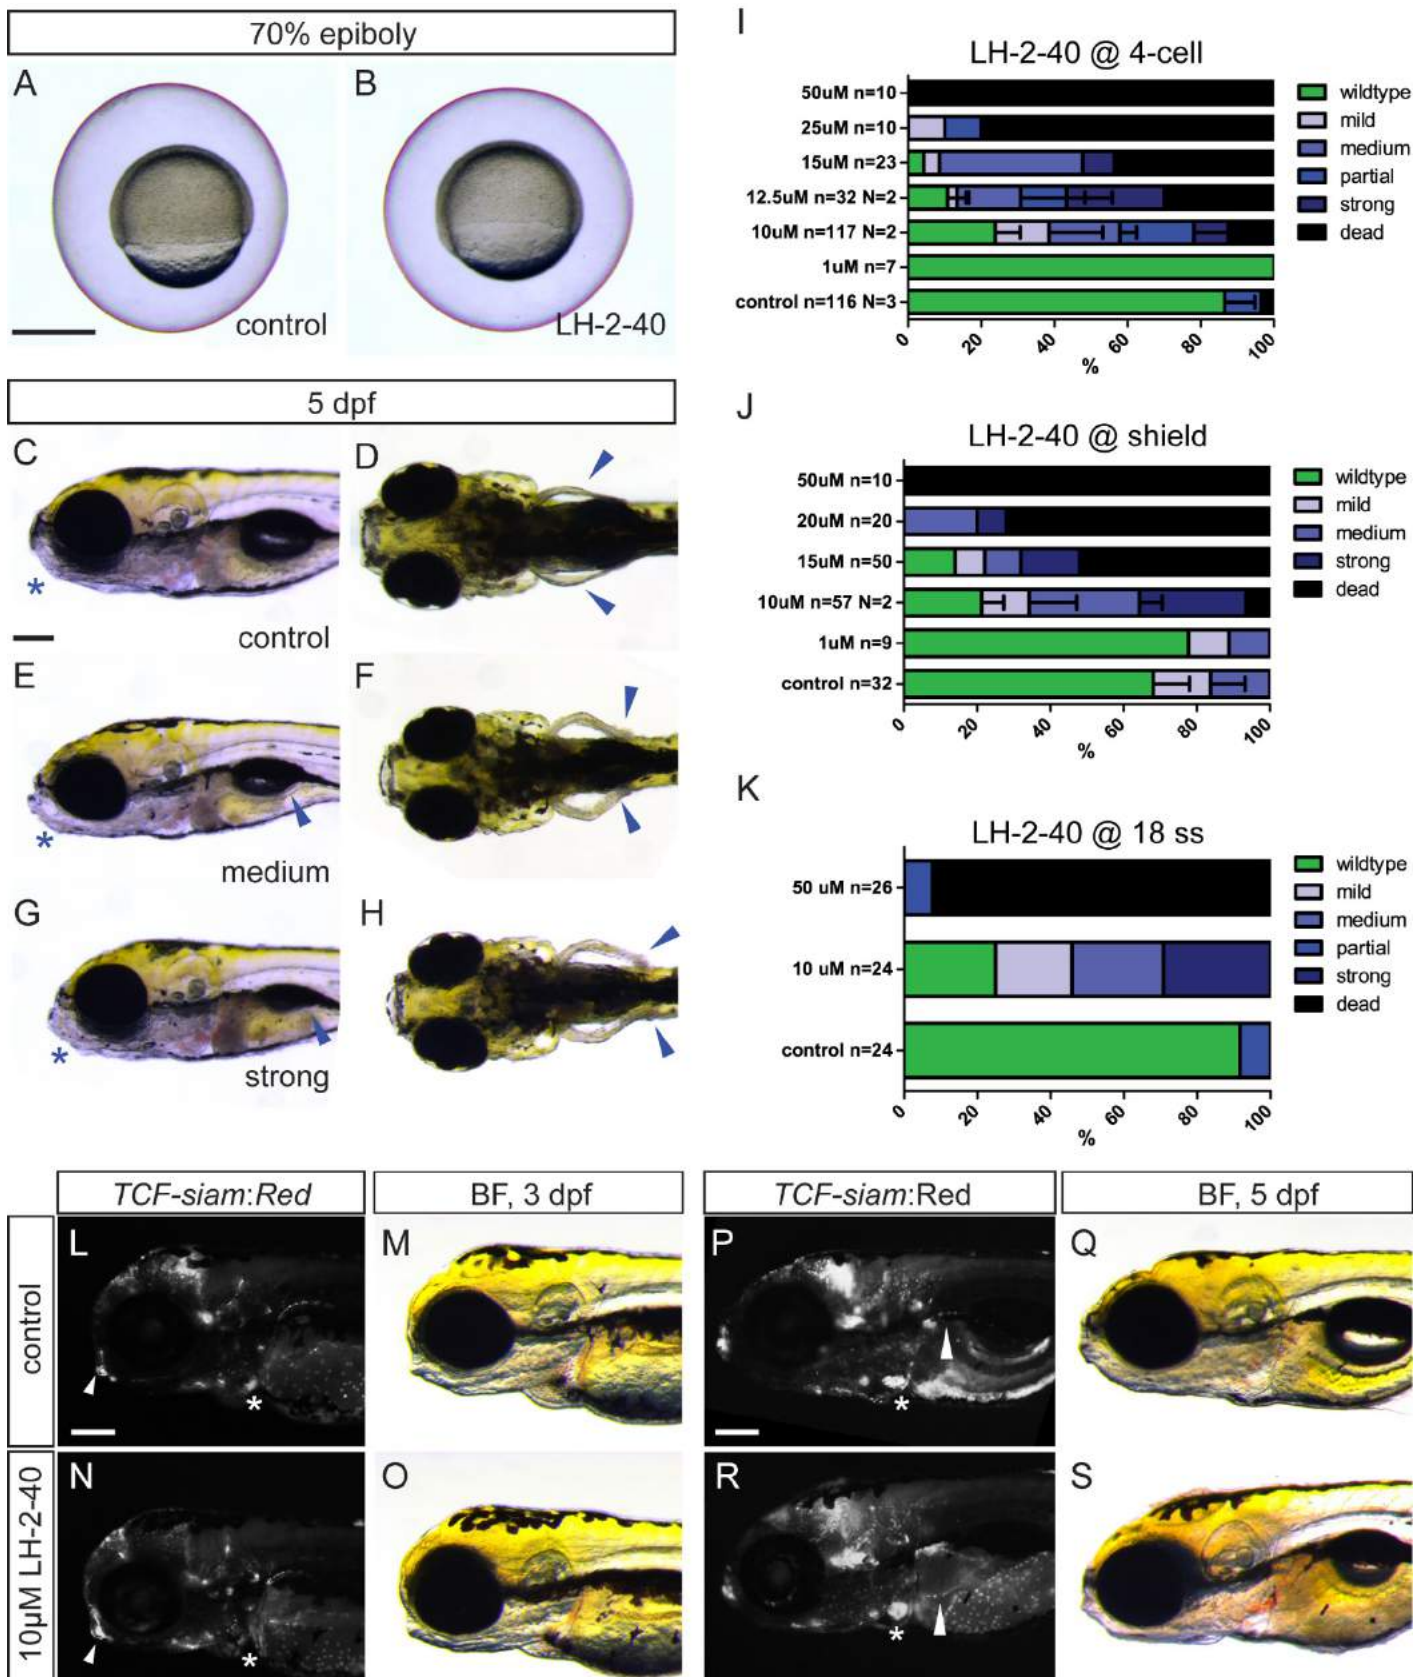 70% epiboly
A
B
control
LH-2-40
5 dpf
C
D
*
control
E
F
*
medium
G
H
*
strong
I
LH-2-40 @ 4-cell
50uM n=10
25uM n=10
15uM n=23
12.5uM n=32 N=2
10uM n=117 N=2
1uM n=7
control n=116 N=3
0 20 40 60 80 100
%
wildtype
mild
medium
partial
strong
dead
J
LH-2-40 @ shield
50uM n=10
20uM n=20
15uM n=50
10uM n=57 N=2
1uM n=9
control n=32
0 20 40 60 80 100
%
wildtype
mild
medium
strong
dead
K
LH-2-40 @ 18 ss
50 uM n=26
10 uM n=24
control n=24
0 20 40 60 80 100
%
wildtype
mild
medium
partial
strong
dead
TCF-siam:Red
BF, 3 dpf
TCF-siam:Red
BF, 5 dpf
control
L
*
M
P
*
Q
10μM LH-2-40
N
*
O
R
*
S